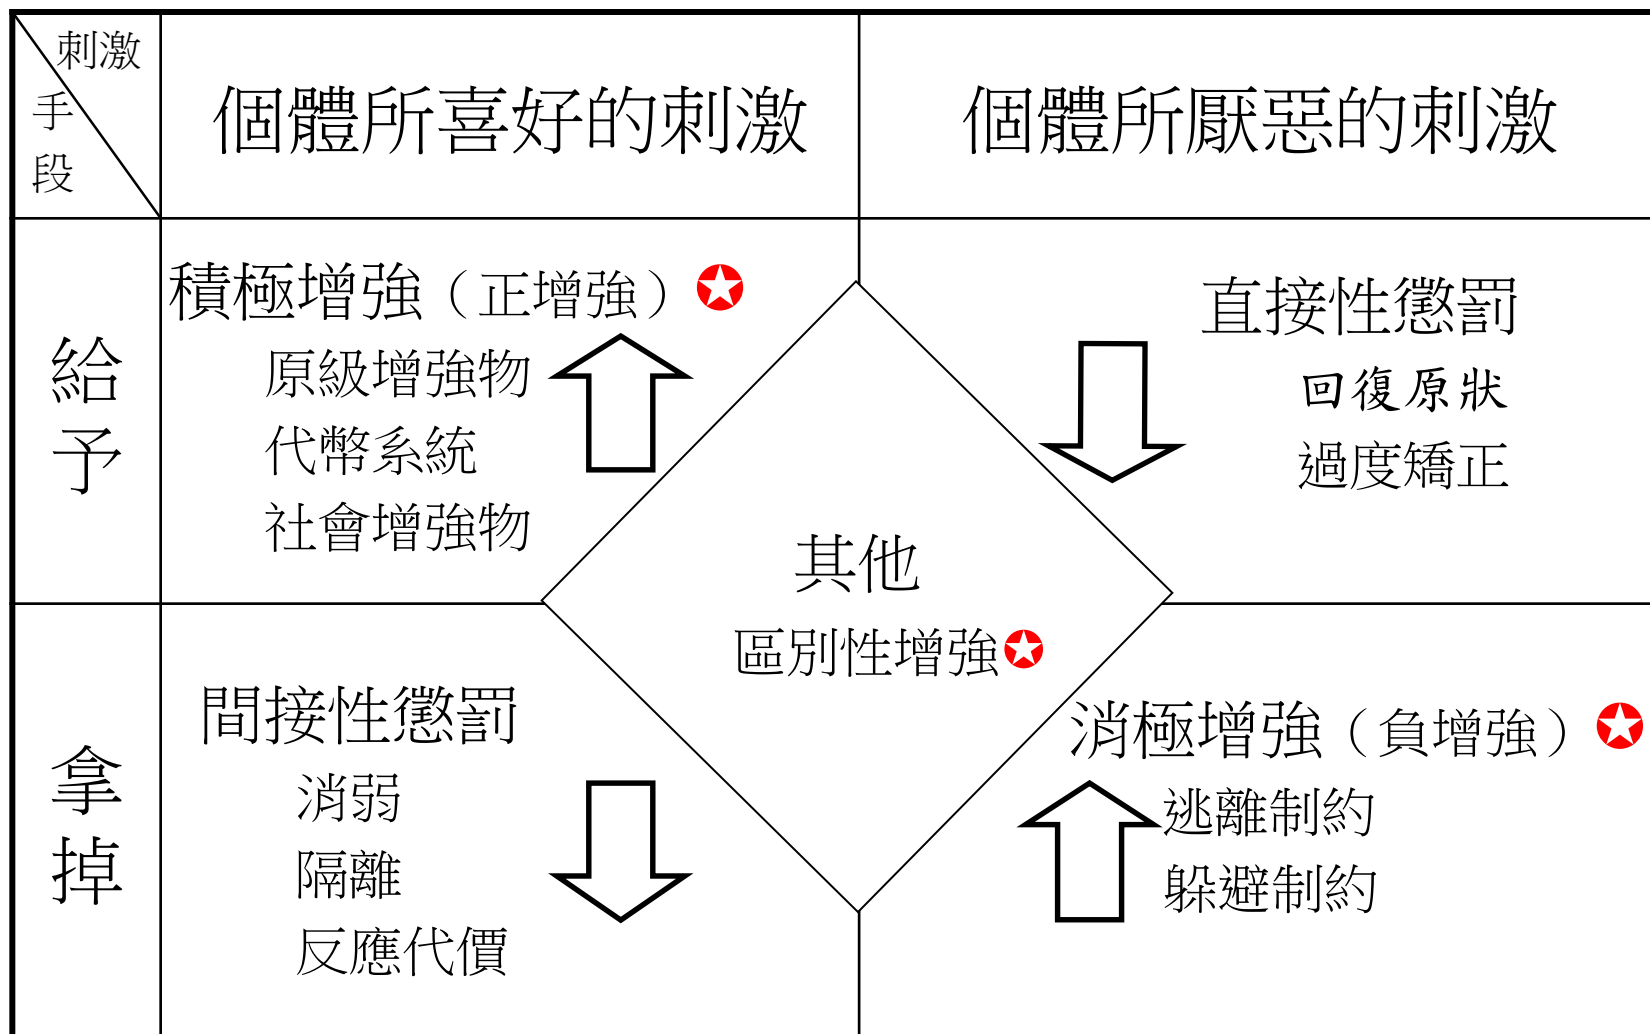 刺激
手段
個體所喜好的刺激
個體所厭惡的刺激
給予
積極增強（正增強）
原級增強物
代幣系統
社會增強物
直接性懲罰
回復原狀
過度矯正
其他
區別性增強
拿掉
間接性懲罰
消弱
隔離
反應代價
消極增強（負增強）
逃離制約
躲避制約